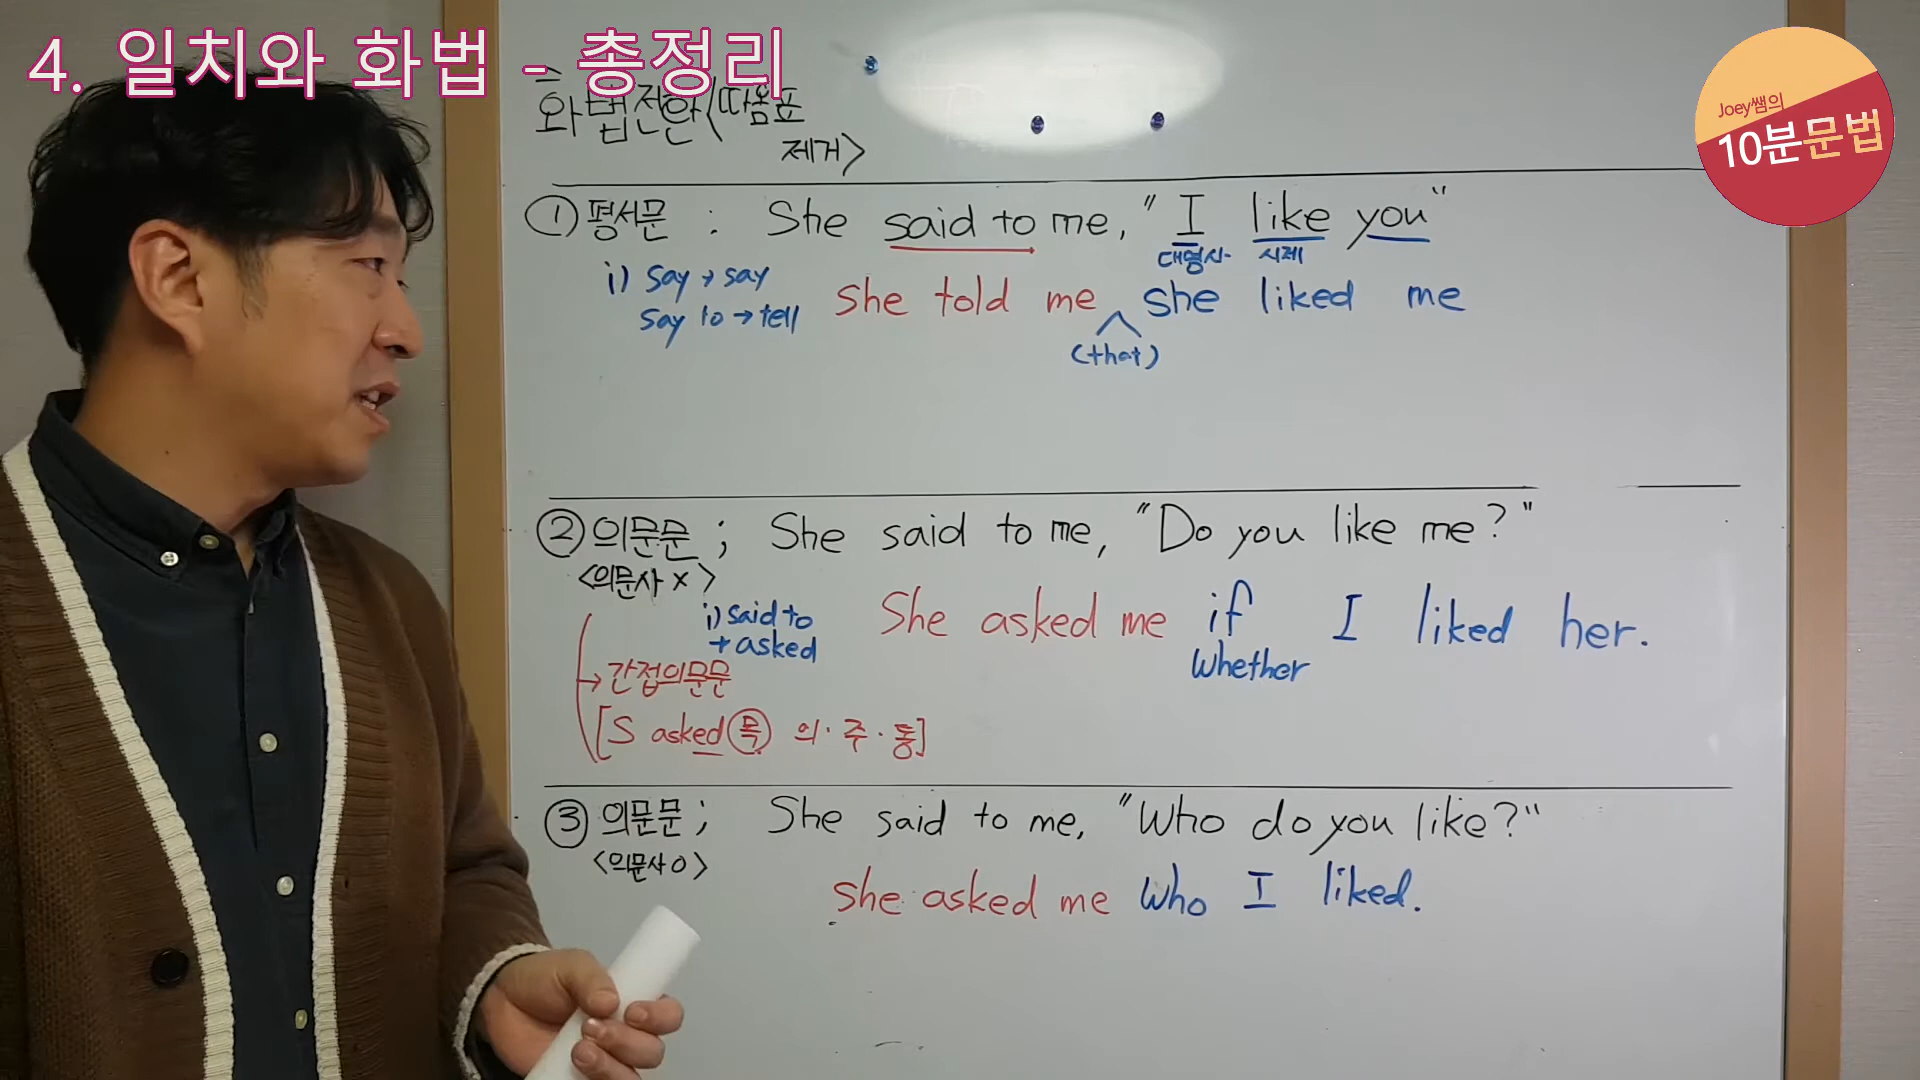 4. 일치와 화법 - 총정리
Joey쌤의
10분문법
화법전환<따옴표
제거>
① 평서문 : She said to me, "I like you"
대명사 시제
i) say → say
say to → tell
she told me she liked me
(that)
② 의문문 ; She said to me, "Do you like me?"
<의문사 x>
i) said to
→ asked
She asked me if I liked her.
whether
→ 간접의문문
[S asked 목 의·주·동]
③ 의문문 ; She said to me, "Who do you like?"
<의문사 o>
she asked me who I liked.